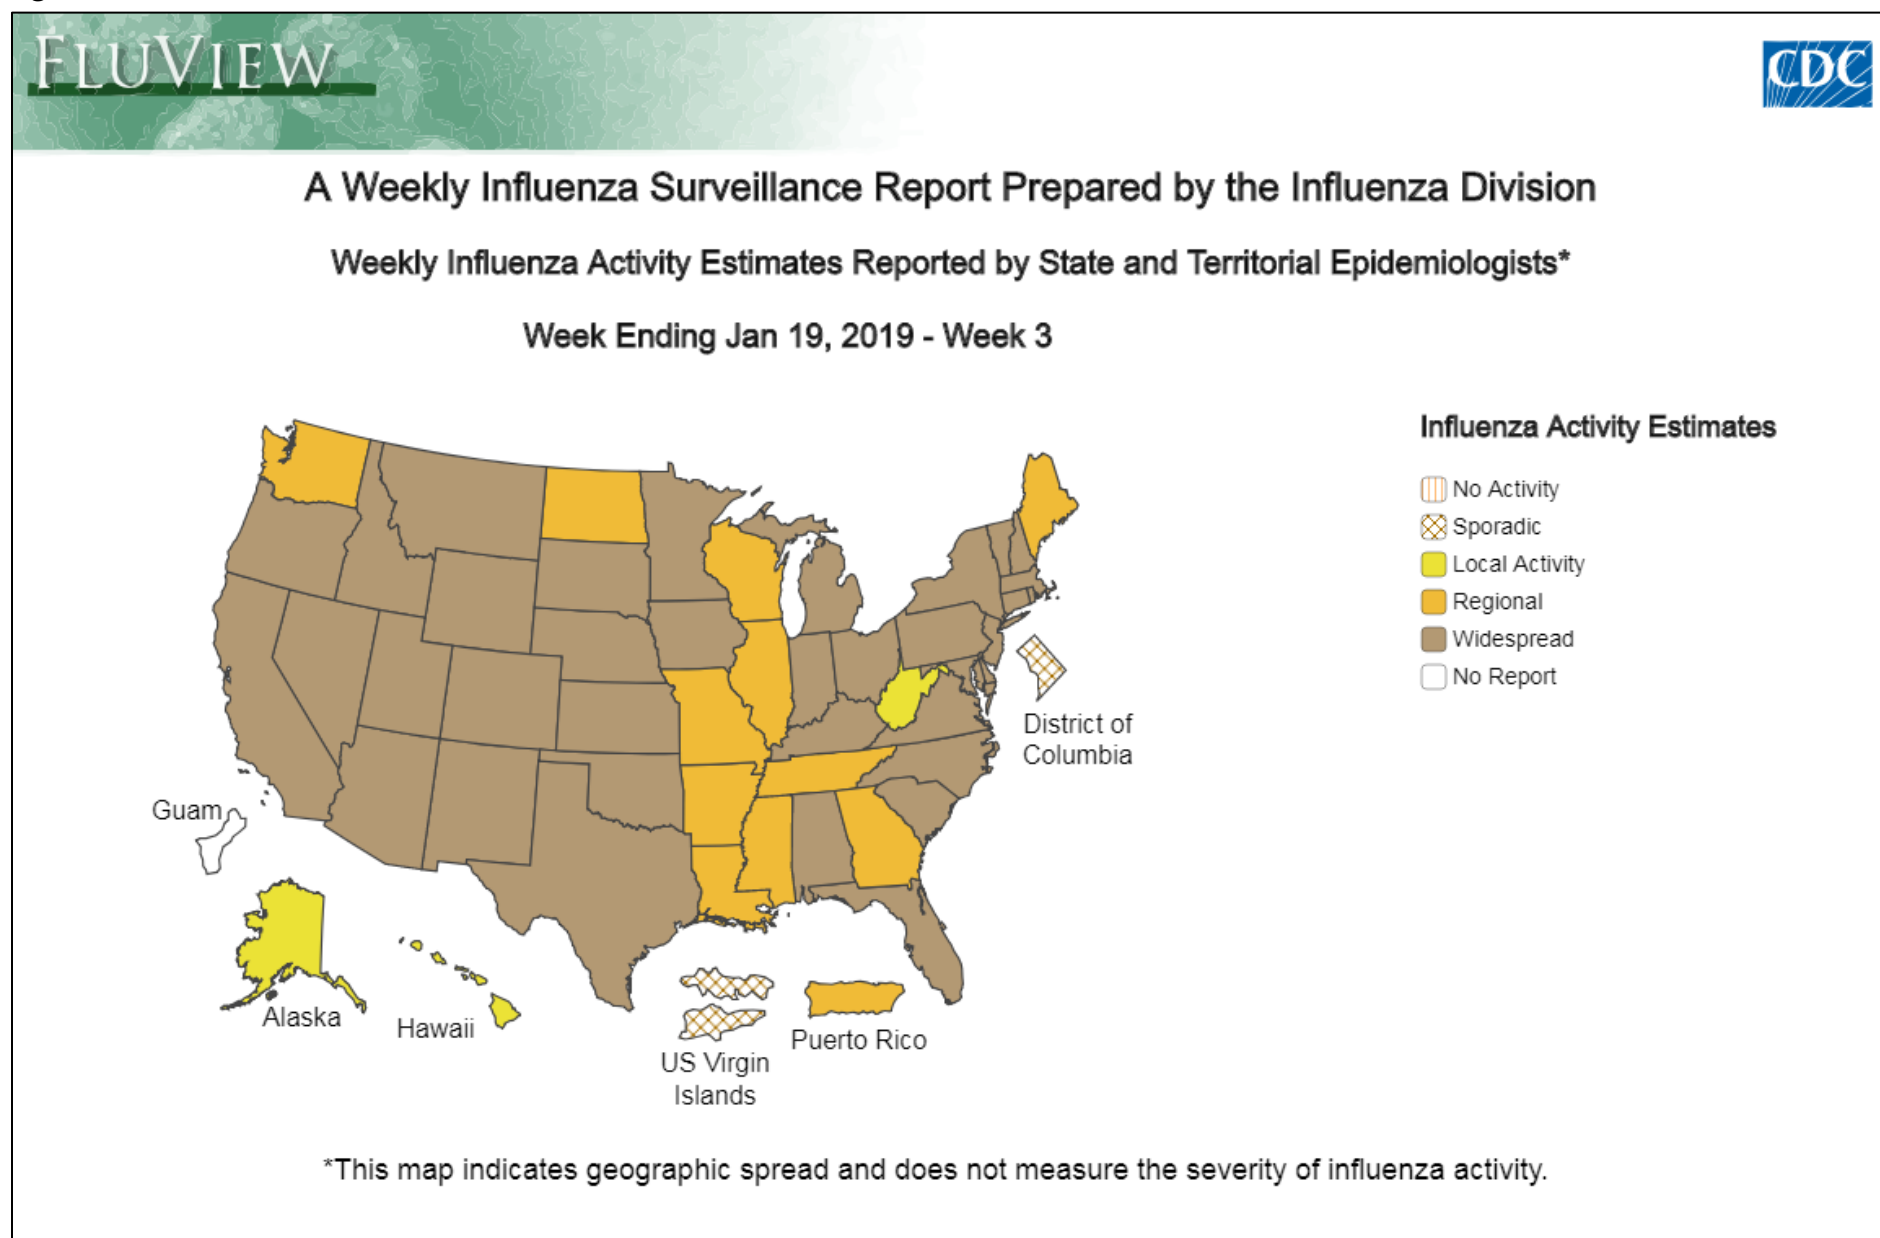 FLUVIEW
CDC
A Weekly Influenza Surveillance Report Prepared by the Influenza Division
Weekly Influenza Activity Estimates Reported by State and Territorial Epidemiologists*
Week Ending Jan 19, 2019 - Week 3
Influenza Activity Estimates
No Activity
Sporadic
Local Activity
Regional
Widespread
No Report
District of
Columbia
Guam
Alaska
Hawaii
US Virgin
Islands
Puerto Rico
*This map indicates geographic spread and does not measure the severity of influenza activity.